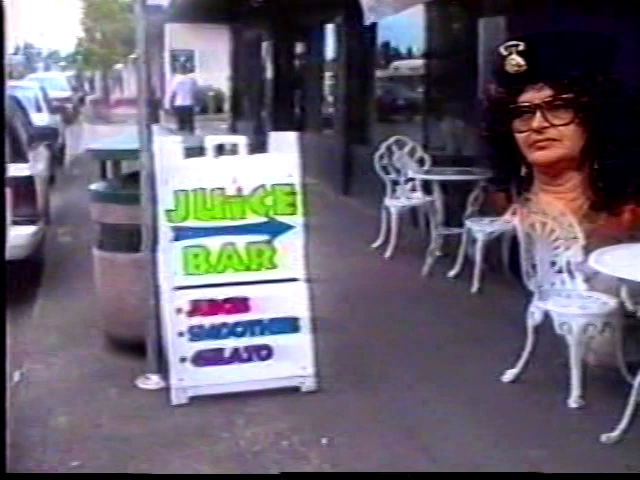 JUICE
BAR
• JUICE
• SMOOTHIES
• GELATO